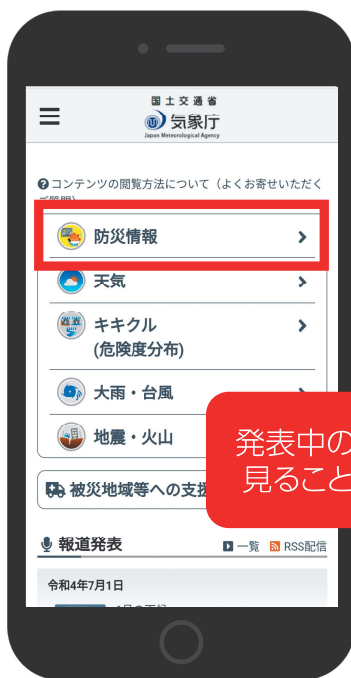 国土交通省
気象庁
Japan Meteorological Agency
コンテンツの閲覧方法について（よくお寄せいただく
防災情報
天気
キキクル
(危険度分布)
大雨・台風
地震・火山
発表中の
見ること
被災地域等への支援
報道発表
一覧 RSS配信
令和4年7月1日